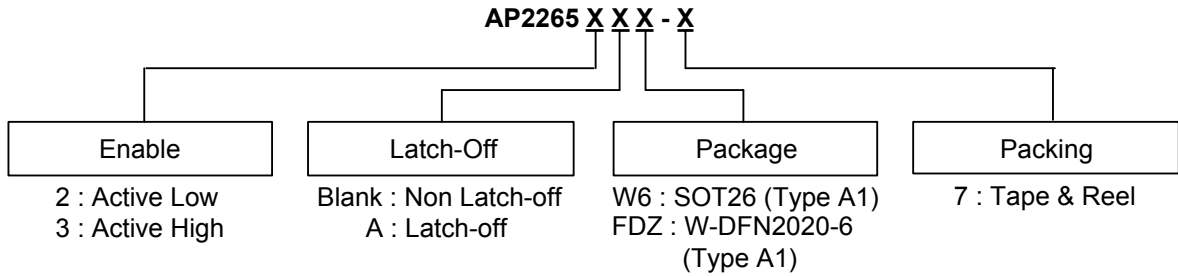 AP2265 X X X - X
Enable
2 : Active Low
3 : Active High
Latch-Off
Blank : Non Latch-off
A : Latch-off
Package
W6 : SOT26 (Type A1)
FDZ : W-DFN2020-6
(Type A1)
Packing
7 : Tape & Reel